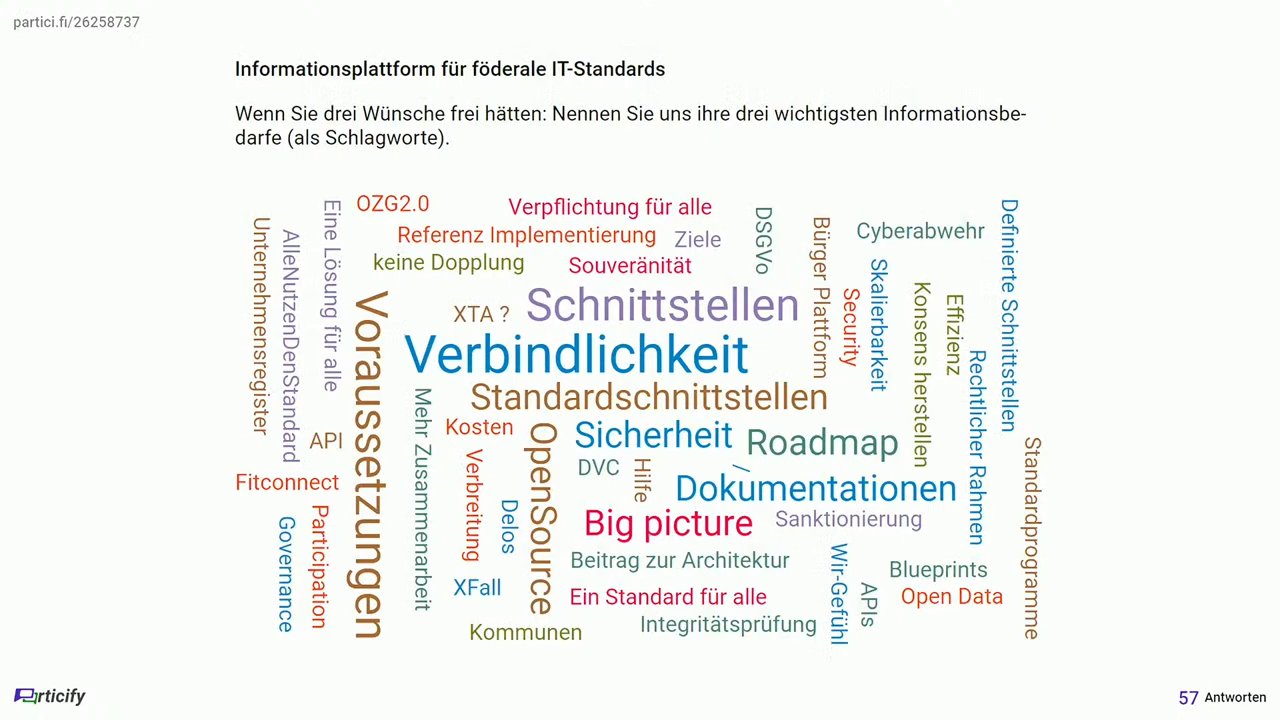 partici.fi/26258737
Informationsplattform für föderale IT-Standards
Wenn Sie drei Wünsche frei hätten: Nennen Sie uns ihre drei wichtigsten Informationsbe-
darfe (als Schlagworte).
OZG2.0
Verpflichtung für alle
Referenz Implementierung
Ziele
keine Dopplung
Souveränität
DSGVo
Cyberabwehr
Unternehmensregister
AlleNutzenDenStandard
Eine Lösung für alle
Voraussetzungen
XTA ?
Schnittstellen
Verbindlichkeit
Standardschnittstellen
Bürger Plattform
Security
Skalierbarkeit
Konsens herstellen
Effizienz
Rechtlicher Rahmen
Definierte Schnittstellen
Standardprogramme
API
Mehr Zusammenarbeit
Kosten
OpenSource
Sicherheit
Roadmap
Fitconnect
Verbreitung
DVC
Hilfe
/
Dokumentationen
Governance
Participation
Delos
Big picture
Sanktionierung
Beitrag zur Architektur
Wir-Gefühl
Blueprints
XFall
Ein Standard für alle
APIs
Open Data
Kommunen
Integritätsprüfung
Particify
57 Antworten